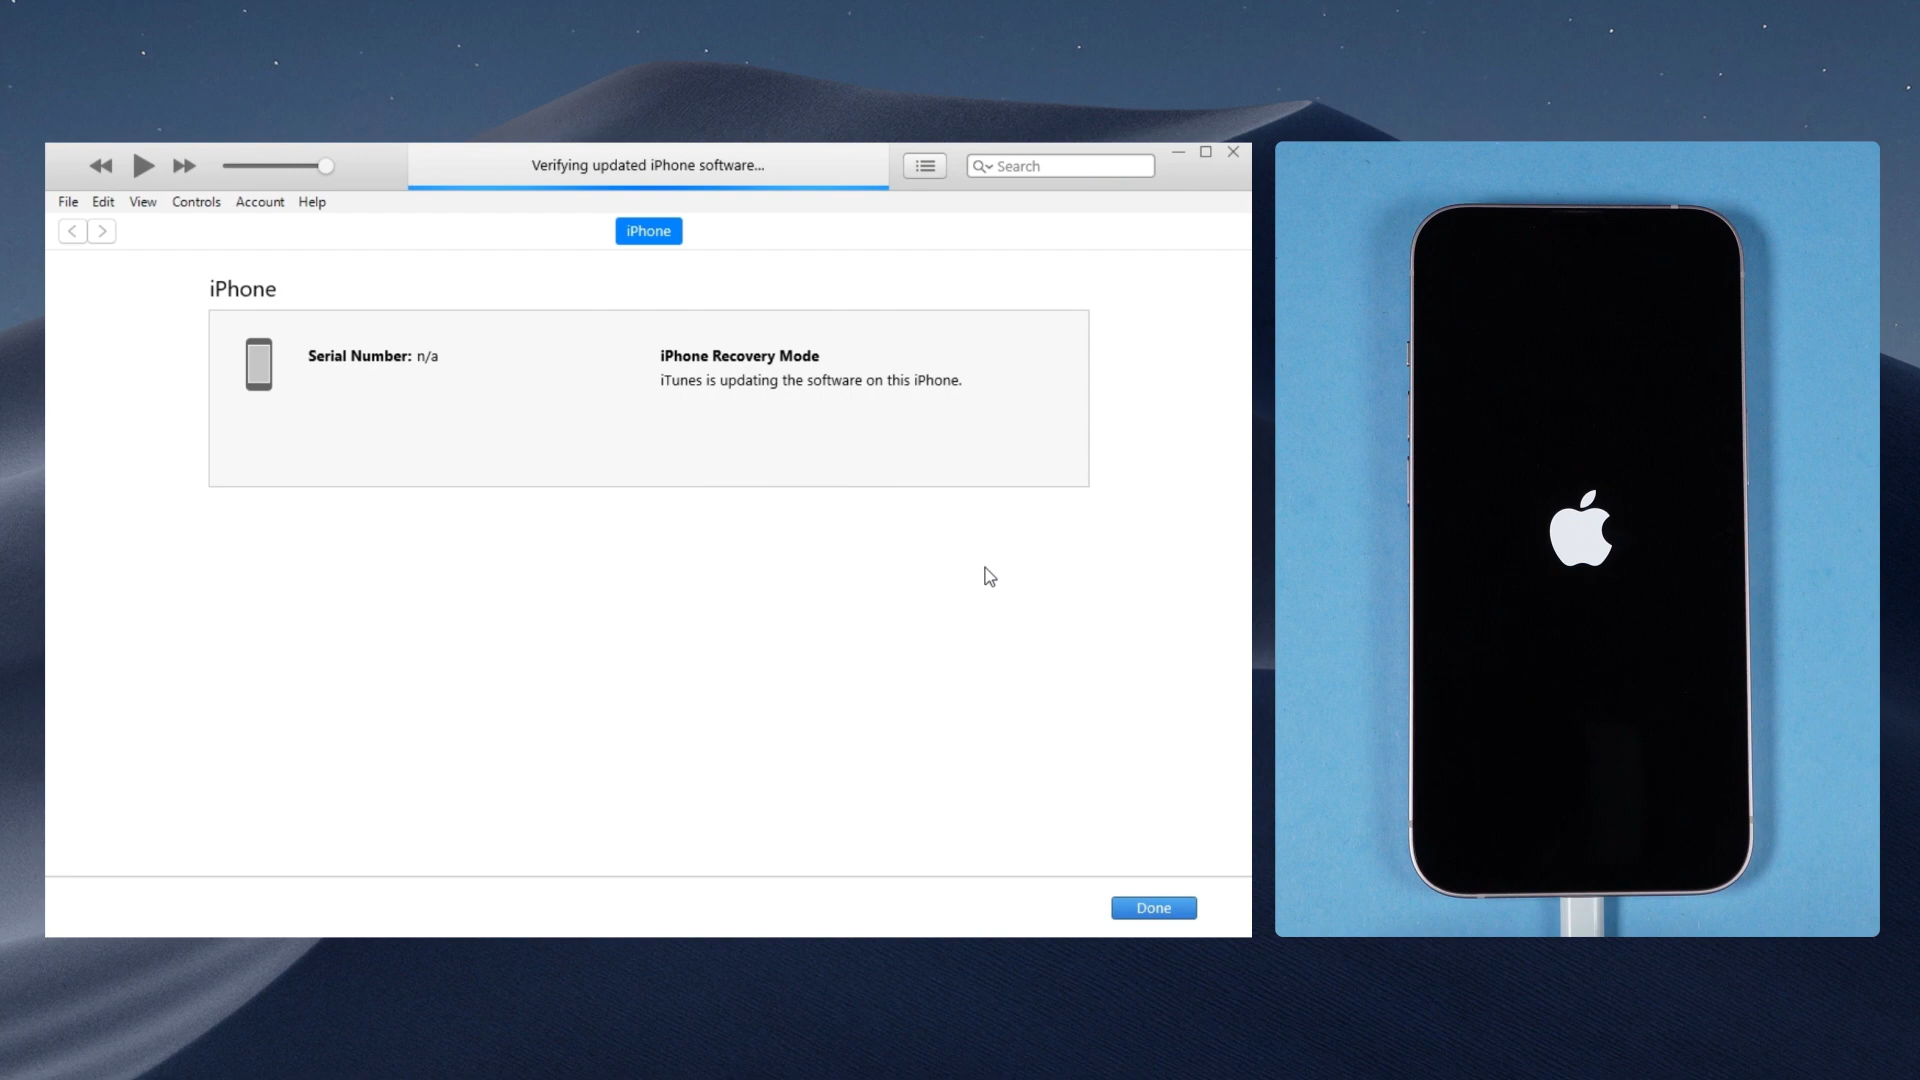 Verifying updated iPhone software...
Search
File Edit View Controls Account Help
iPhone
iPhone
Serial Number: n/a
iPhone Recovery Mode
iTunes is updating the software on this iPhone.
Done